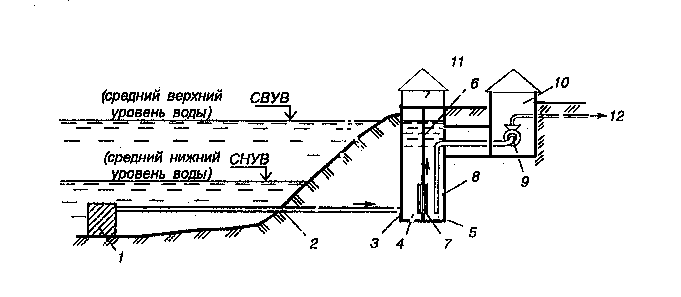 11
(средний верхний СВУВ 6 10
уровень воды)
12
(средний нижний СНУВ
уровень воды)
8 9
1 2 3 4 7 5